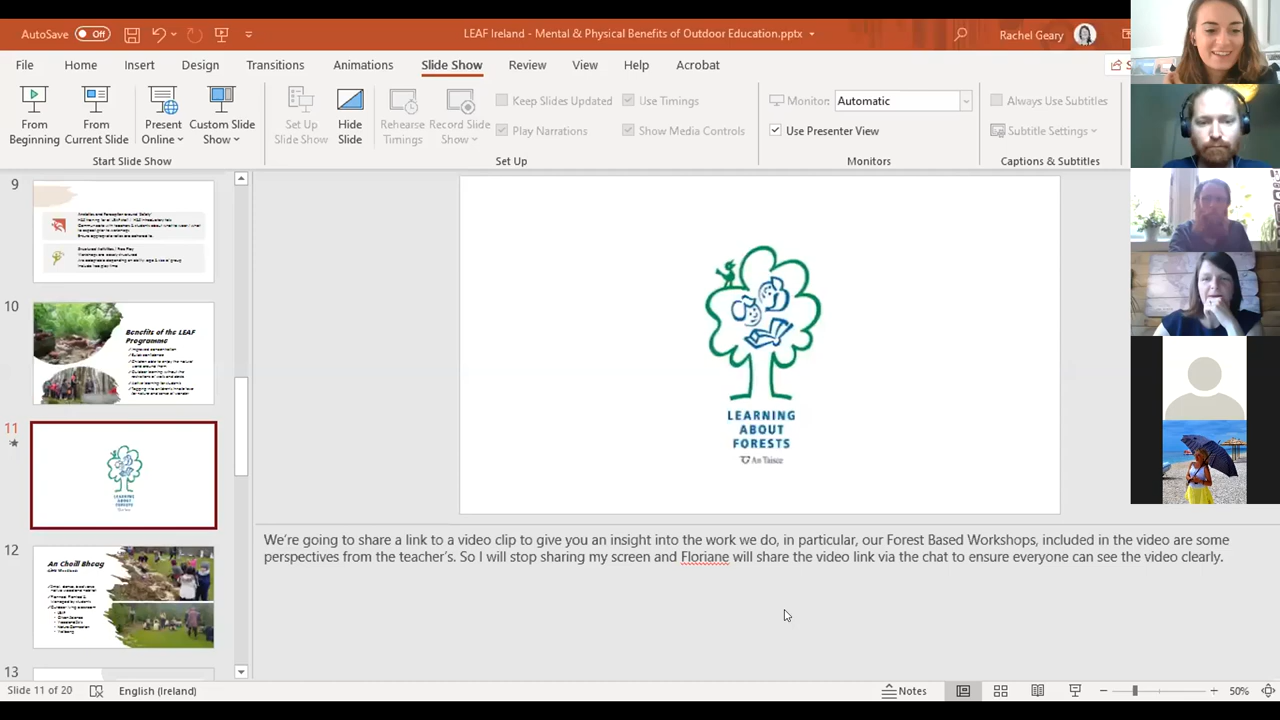 AutoSave Off
LEAF Ireland - Mental & Physical Benefits of Outdoor Education.pptx
Rachel Geary
File Home Insert Design Transitions Animations Slide Show Review View Help Acrobat
From Beginning
From Current Slide
Present Online
Custom Slide Show
Set Up Slide Show
Hide Slide
Rehearse Timings
Record Slide Show
Keep Slides Updated
Play Narrations
Use Timings
Show Media Controls
Monitor: Automatic
Use Presenter View
Always Use Subtitles
Subtitle Settings
Start Slide Show
Set Up
Monitors
Captions & Subtitles
9
10
Benefits of the LEAF
Programme
11
LEARNING
ABOUT
FORESTS
12
An Choill Bheag
13
LEARNING
ABOUT
FORESTS
An Taisce
We're going to share a link to a video clip to give you an insight into the work we do, in particular, our Forest Based Workshops, included in the video are some
perspectives from the teacher's. So I will stop sharing my screen and Floriane will share the video link via the chat to ensure everyone can see the video clearly.
Slide 11 of 20
English (Ireland)
Notes
50%